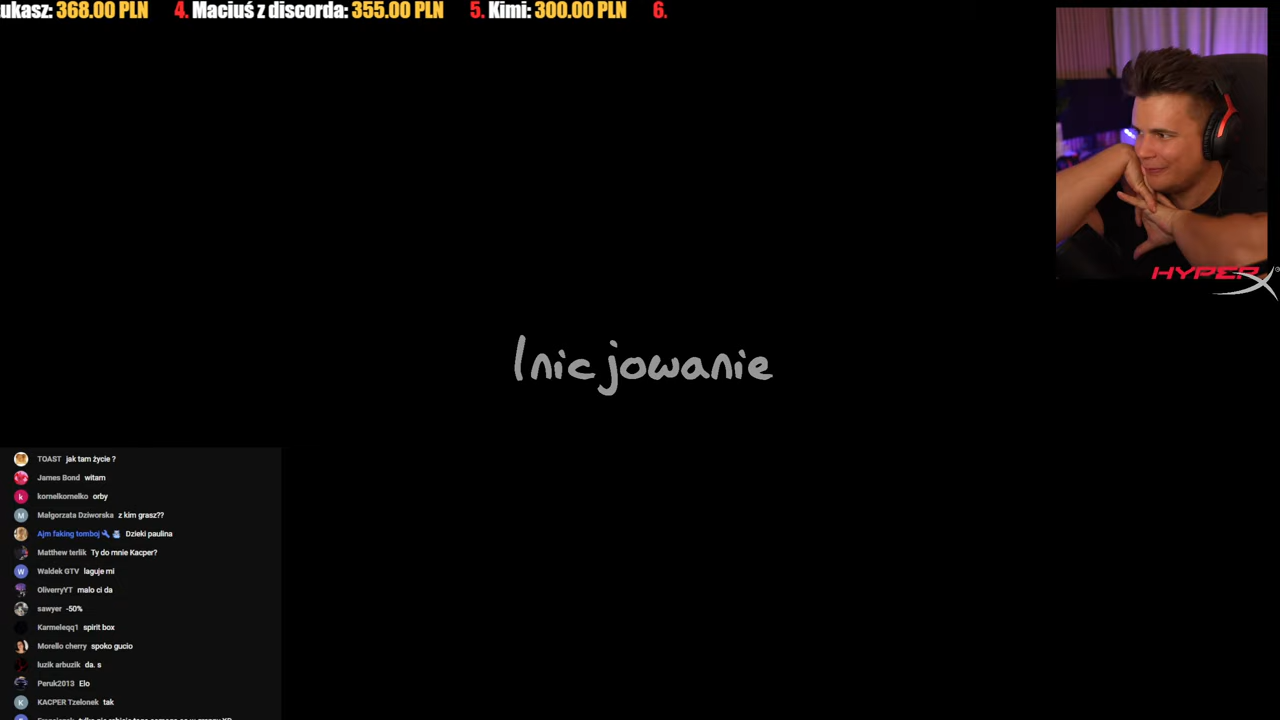 ukasz: 368.00 PLN 4. Maciuś z discorda: 355.00 PLN 5. Kimi: 300.00 PLN 6.
HYPERX
Inicjowanie
TOAST jak tam życie ?
James Bond witam
kornelkornelko orby
Małgorzata Dziworska z kim grasz??
Ajm faking tomboj Dzieki paulina
Matthew terlik Ty do mnie Kacper?
Waldek GTV laguje mi
OliverryYT malo ci da
sawyer -50%
Karmeleqq1 spirit box
Morello cherry spoko gucio
luzik arbuzik da. s
Peruk2013 Elo
KACPER Tzelonek tak